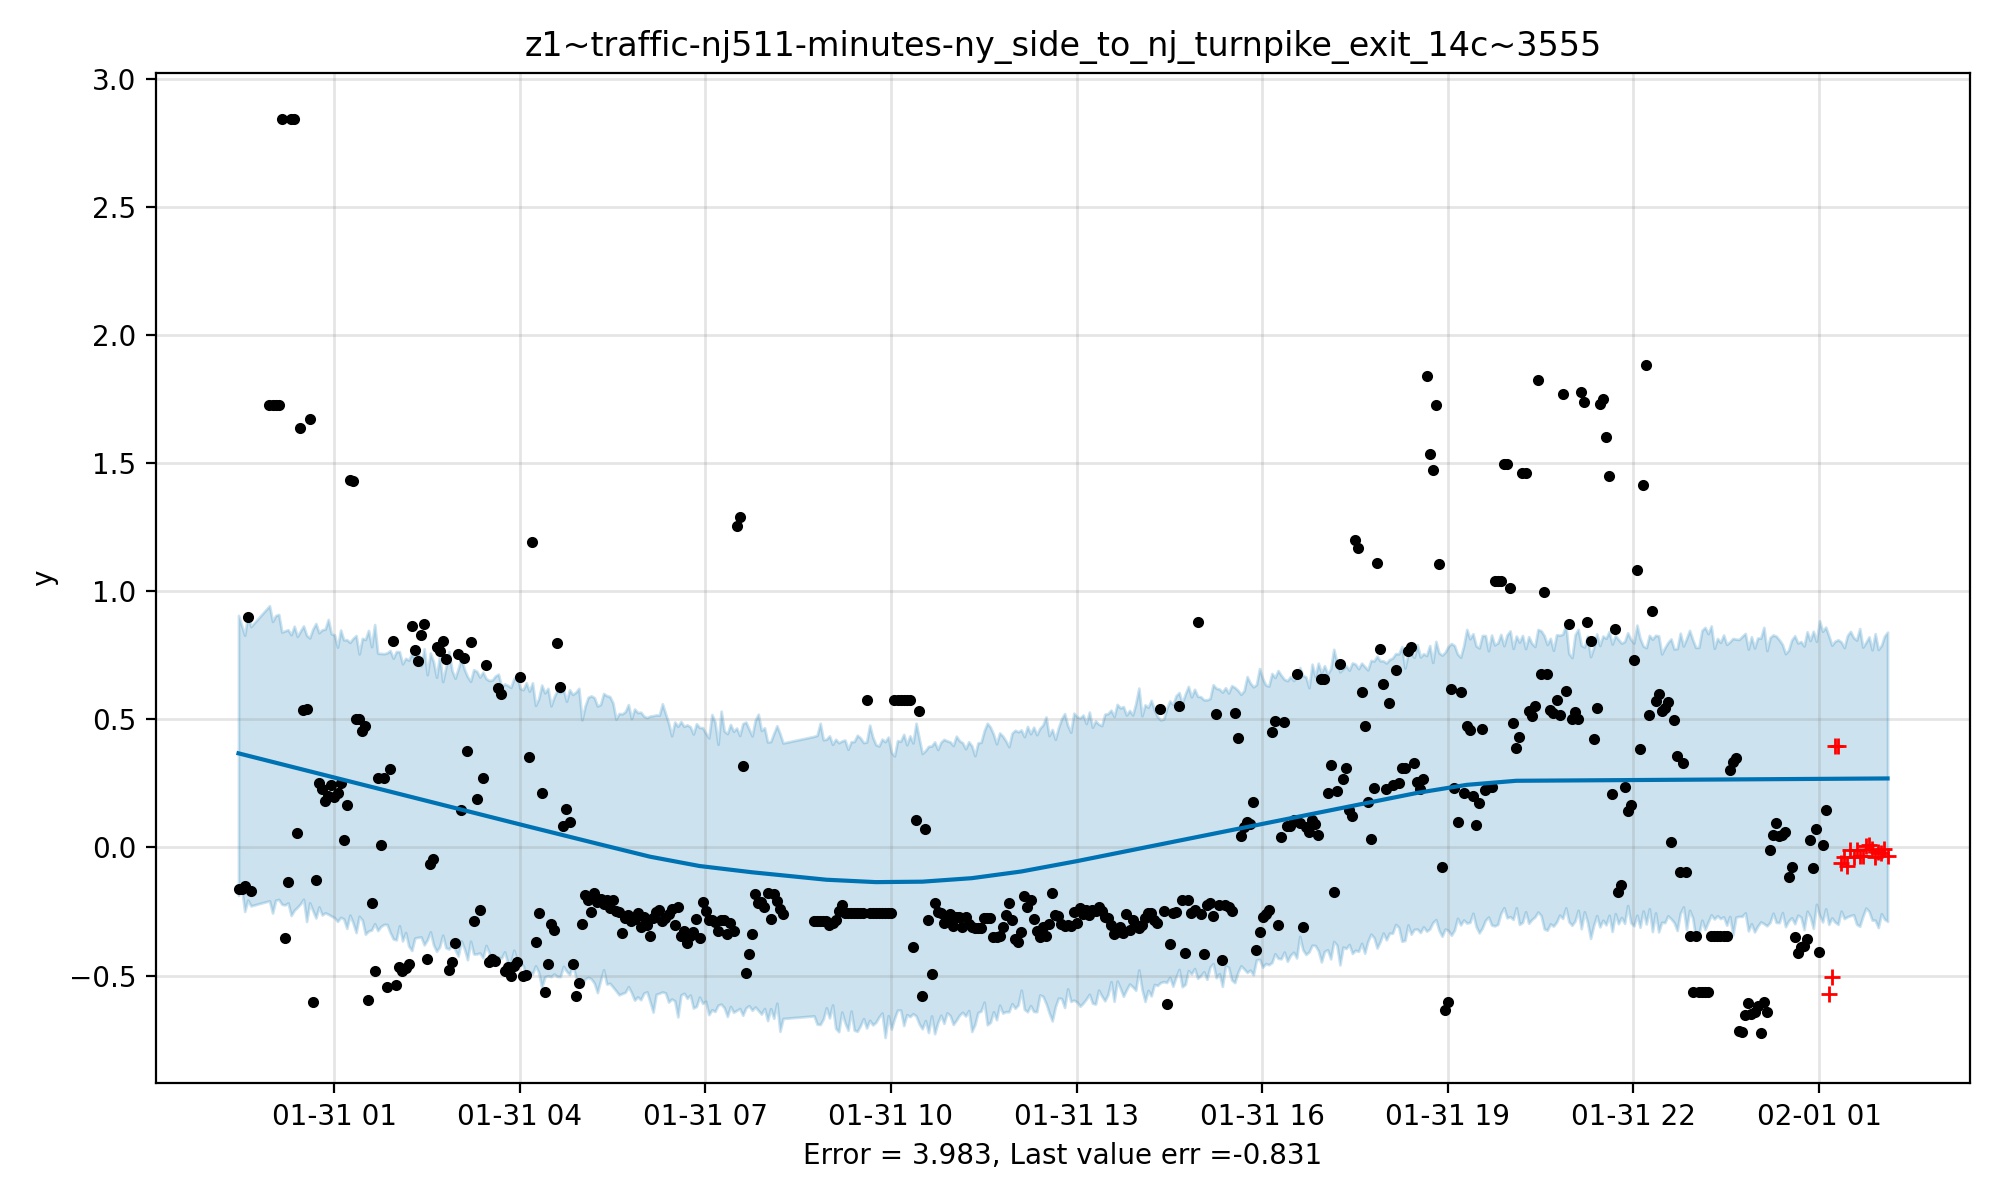 z1~traffic-nj511-minutes-ny_side_to_nj_turnpike_exit_14c~3555
3.0
2.5
2.0
1.5
1.0
0.5
0.0
−0.5
y
01-31 01 01-31 04 01-31 07 01-31 10 01-31 13 01-31 16 01-31 19 01-31 22 02-01 01
Error = 3.983, Last value err =-0.831